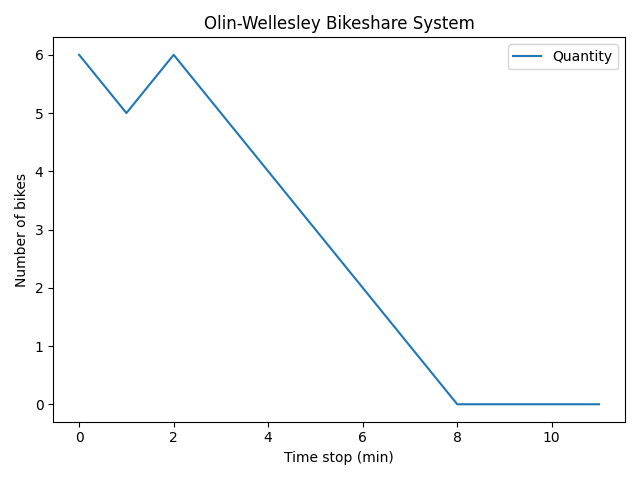 Olin-Wellesley Bikeshare System
Quantity
6
5
4
3
2
1
0
Number of bikes
0 2 4 6 8 10
Time stop (min)